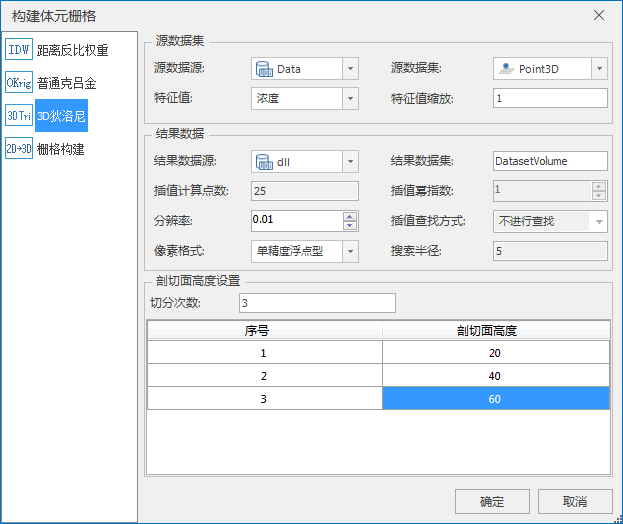 构建体元栅格
IDW 距离反比权重
OKrig 普通克吕金
3DTri 3D狄洛尼
2D→3D 栅格构建
源数据集
源数据源: Data 源数据集: Point3D
特征值: 浓度 特征值缩放: 1
结果数据
结果数据源: dll 结果数据集: DatasetVolume
插值计算点数: 25 插值幂指数: 1
分辨率: 0.01 插值查找方式: 不进行查找
像素格式: 单精度浮点型 搜素半径: 5
剖切面高度设置
切分次数: 3
序号 剖切面高度
1 20
2 40
3 60
确定 取消